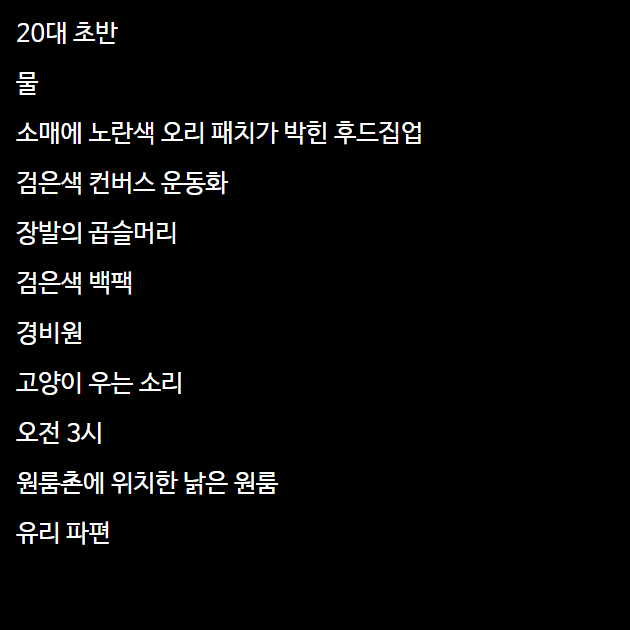 20대 초반
물
소매에 노란색 오리 패치가 박힌 후드집업
검은색 컨버스 운동화
장발의 곱슬머리
검은색 백팩
경비원
고양이 우는 소리
오전 3시
원룸촌에 위치한 낡은 원룸
유리 파편